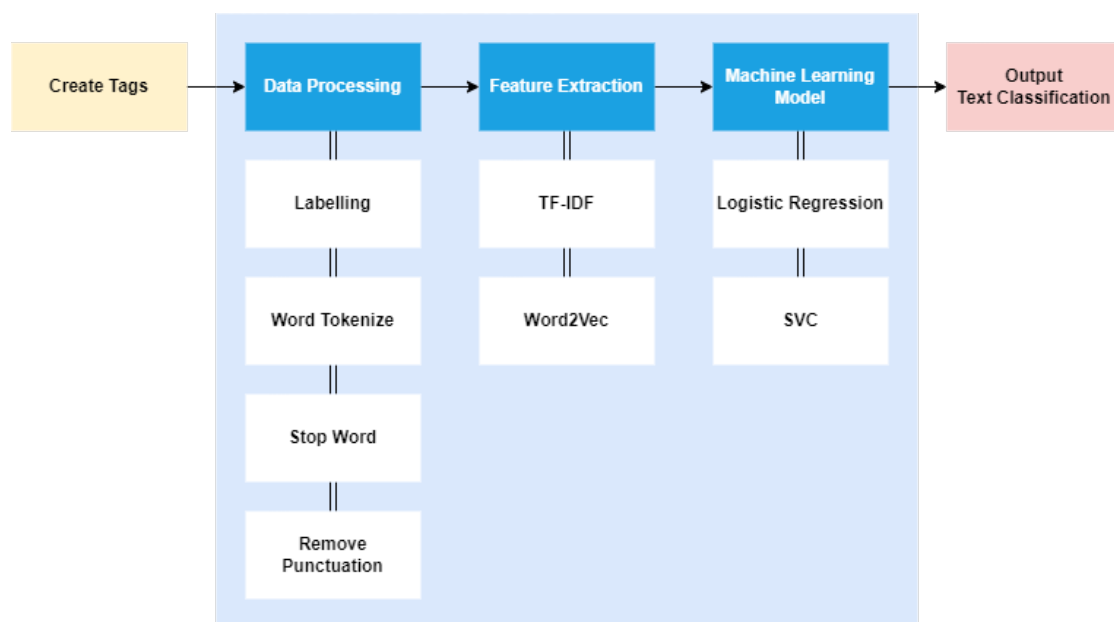 Create Tags
Data Processing
Feature Extraction
Machine Learning
Model
Output
Text Classification
Labelling
TF-IDF
Logistic Regression
Word Tokenize
Word2Vec
SVC
Stop Word
Remove
Punctuation